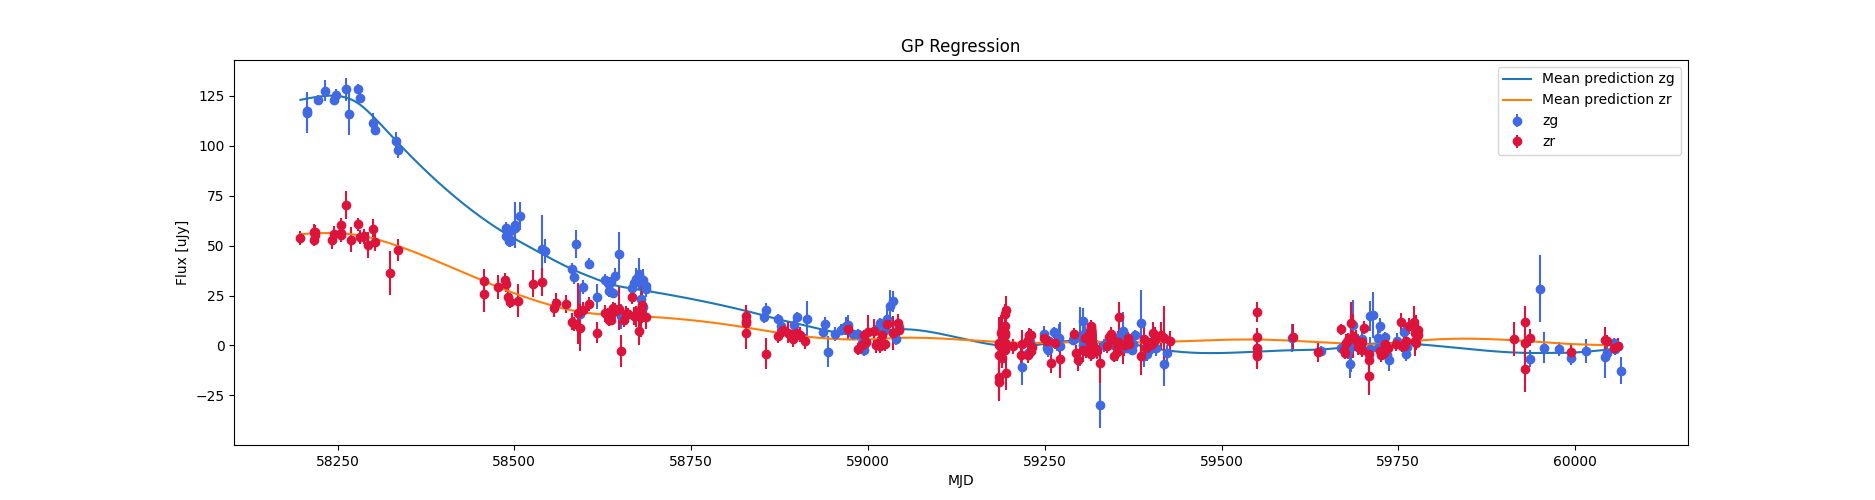 GP Regression
Flux [uJy]
125
100
75
50
25
0
−25
Mean prediction zg
Mean prediction zr
zg
zr
58250 58500 58750 59000 59250 59500 59750 60000
MJD